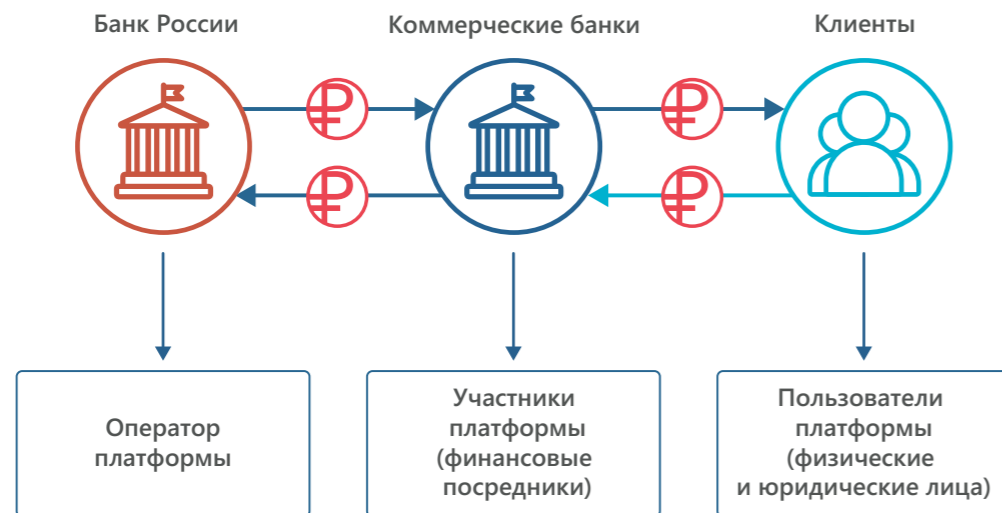 Банк России
Коммерческие банки
Клиенты
Оператор
платформы
Участники
платформы
(финансовые
посредники)
Пользователи
платформы
(физические
и юридические лица)